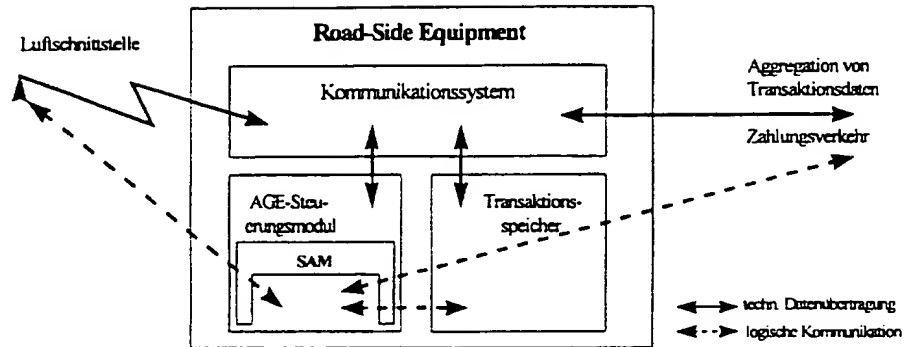 Road-Side Equipment
Luftschnittstelle
Kommunikationssystem
Aggregation von
Transaktionsdaten
Zahlungsverkehr
AGE-Steu-
erungsmodul
SAM
Transaktions-
speicher
techn. Datenübertragung
logische Kommunikation